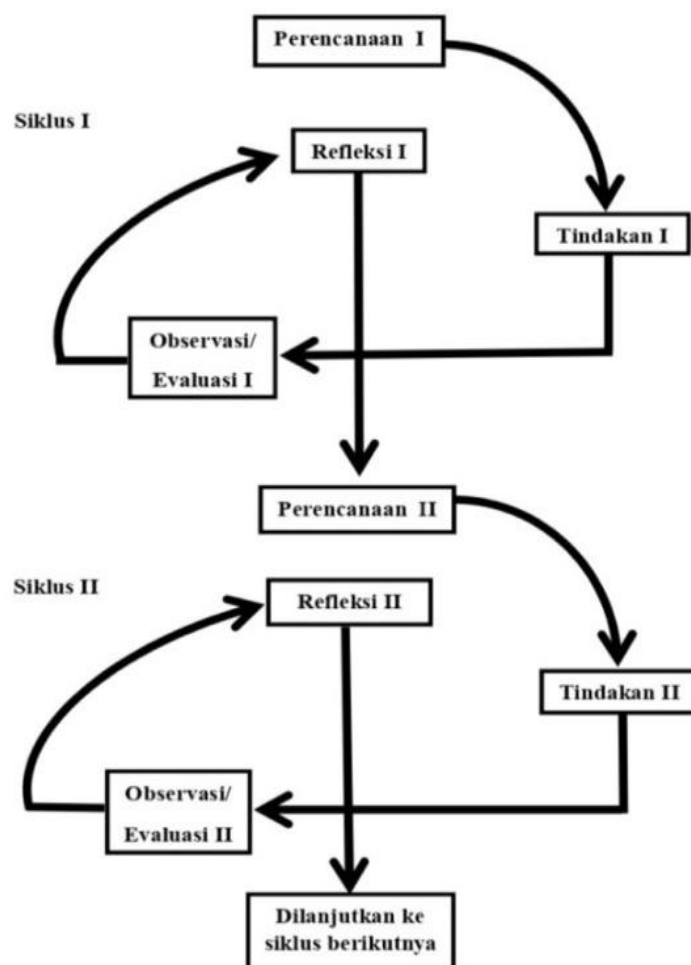 Perencanaan I
Siklus I
Refleksi I
Tindakan I
Observasi/
Evaluasi I
Perencanaan II
Siklus II
Refleksi II
Tindakan II
Observasi/
Evaluasi II
Dilanjutkan ke
siklus berikutnya